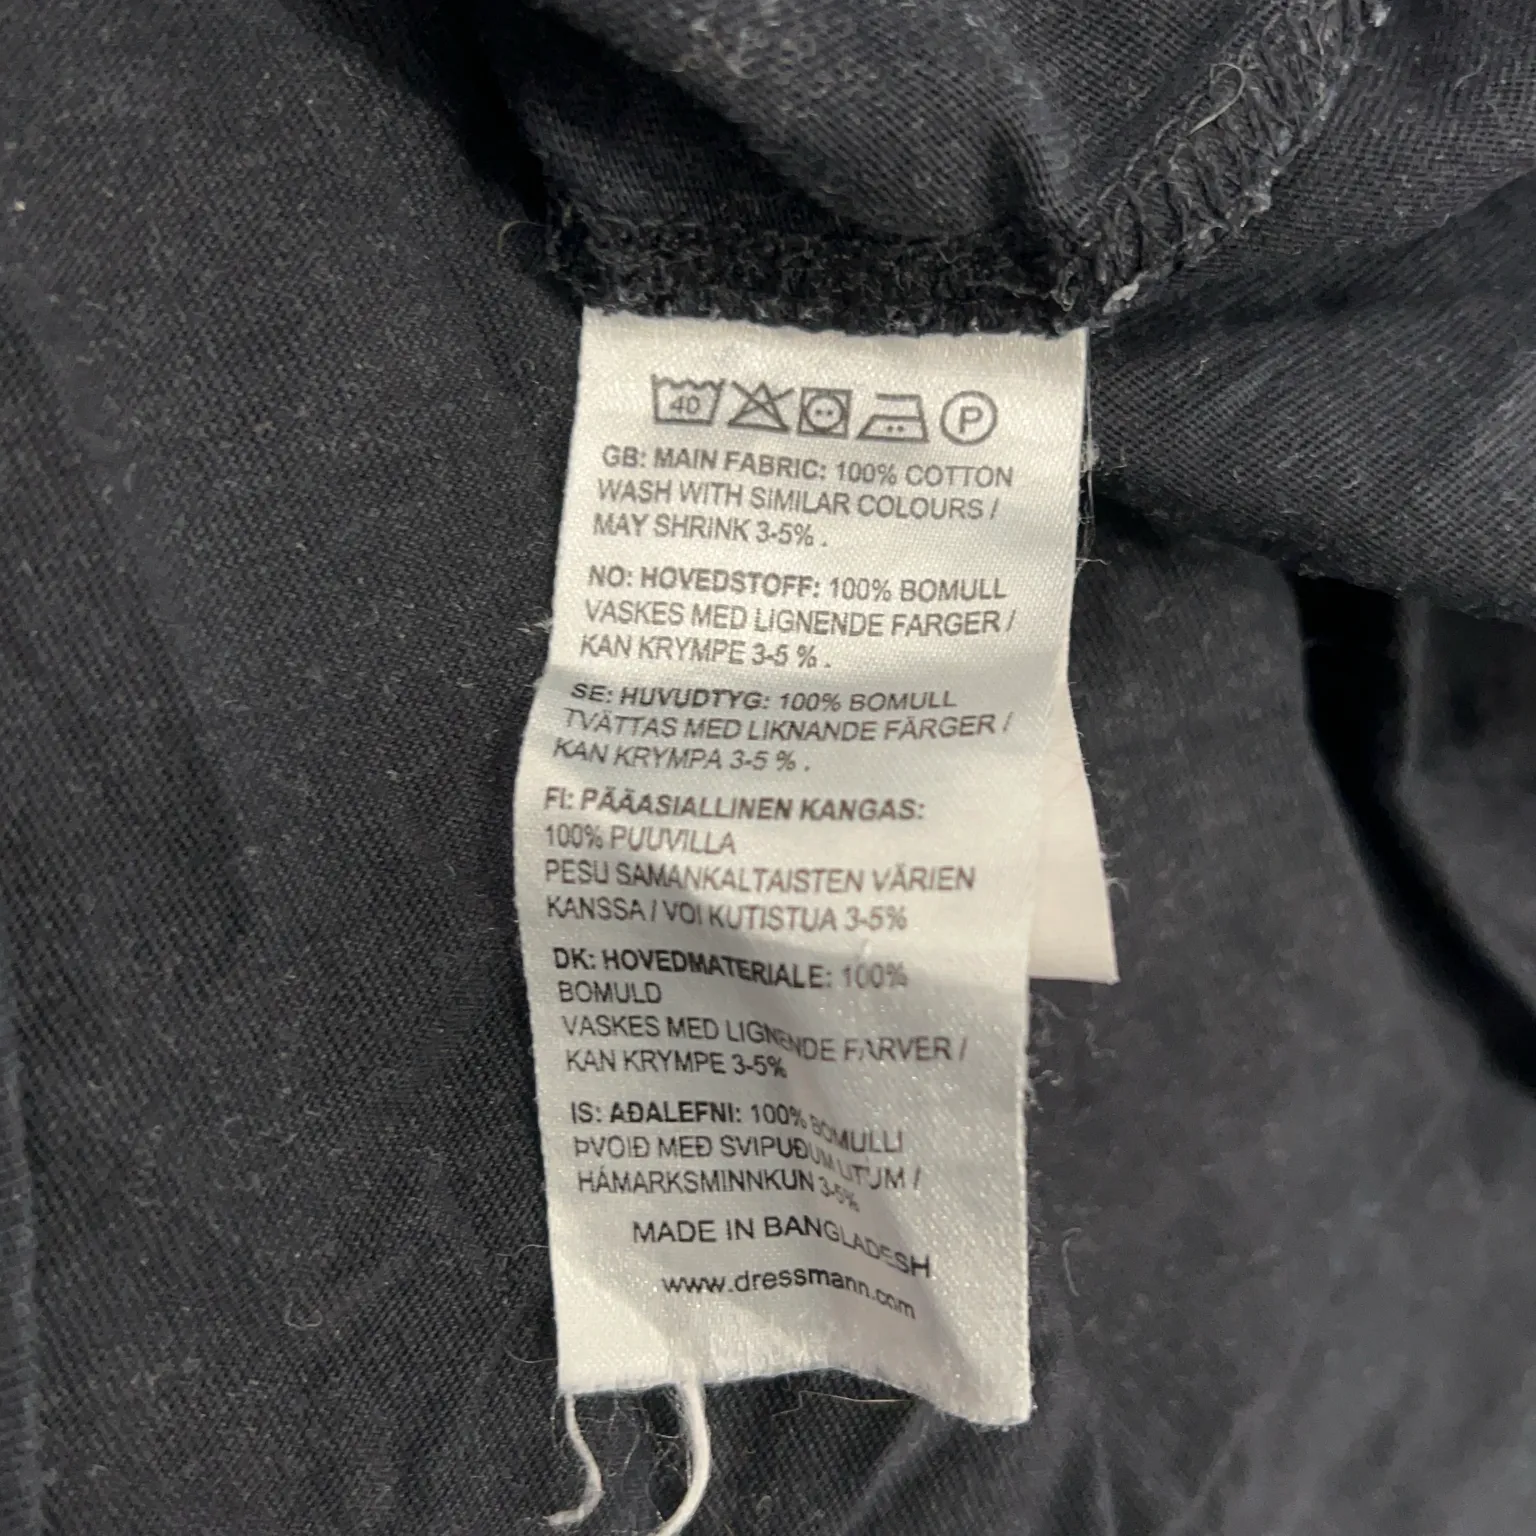 40 P
GB: MAIN FABRIC: 100% COTTON
WASH WITH SIMILAR COLOURS /
MAY SHRINK 3-5% .
NO: HOVEDSTOFF: 100% BOMULL
VASKES MED LIGNENDE FARGER /
KAN KRYMPE 3-5 % .
SE: HUVUDTYG: 100% BOMULL
TVÄTTAS MED LIKNANDE FÄRGER /
KAN KRYMPA 3-5 % .
FI: PÄÄASIALLINEN KANGAS:
100% PUUVILLA
PESU SAMANKALTAISTEN VÄRIEN
KANSSA / VOI KUTISTUA 3-5%
DK: HOVEDMATERIALE: 100%
BOMULD
VASKES MED LIGNENDE FARVER /
KAN KRYMPE 3-5%
IS: AÐALEFNI: 100% BOMULLI
ÞVOIÐ MEÐ SVIPUÐUM LITUM /
HÁMARKSMINNKUN 3-5%
MADE IN BANGLADESH
www.dressmann.com